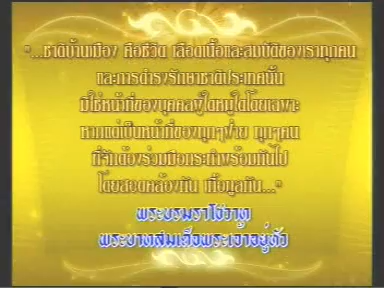 "...ชาติบ้านเมือง คือชีวิต เลือดเนื้อและสมบัติของเราทุกคน
และการดำรงรักษาชาติประเทศนั้น
มิใช่หน้าที่ของบุคคลผู้ใดหมู่ใดโดยเฉพาะ
หากแต่เป็นหน้าที่ของทุกๆฝ่าย ทุกๆคน
ที่จักต้องร่วมมือกระทำพร้อมกันไป
โดยสอดคล้องกัน เกื้อกูลกัน..."
พระบรมราโชวาท
พระบาทสมเด็จพระเจ้าอยู่หัว